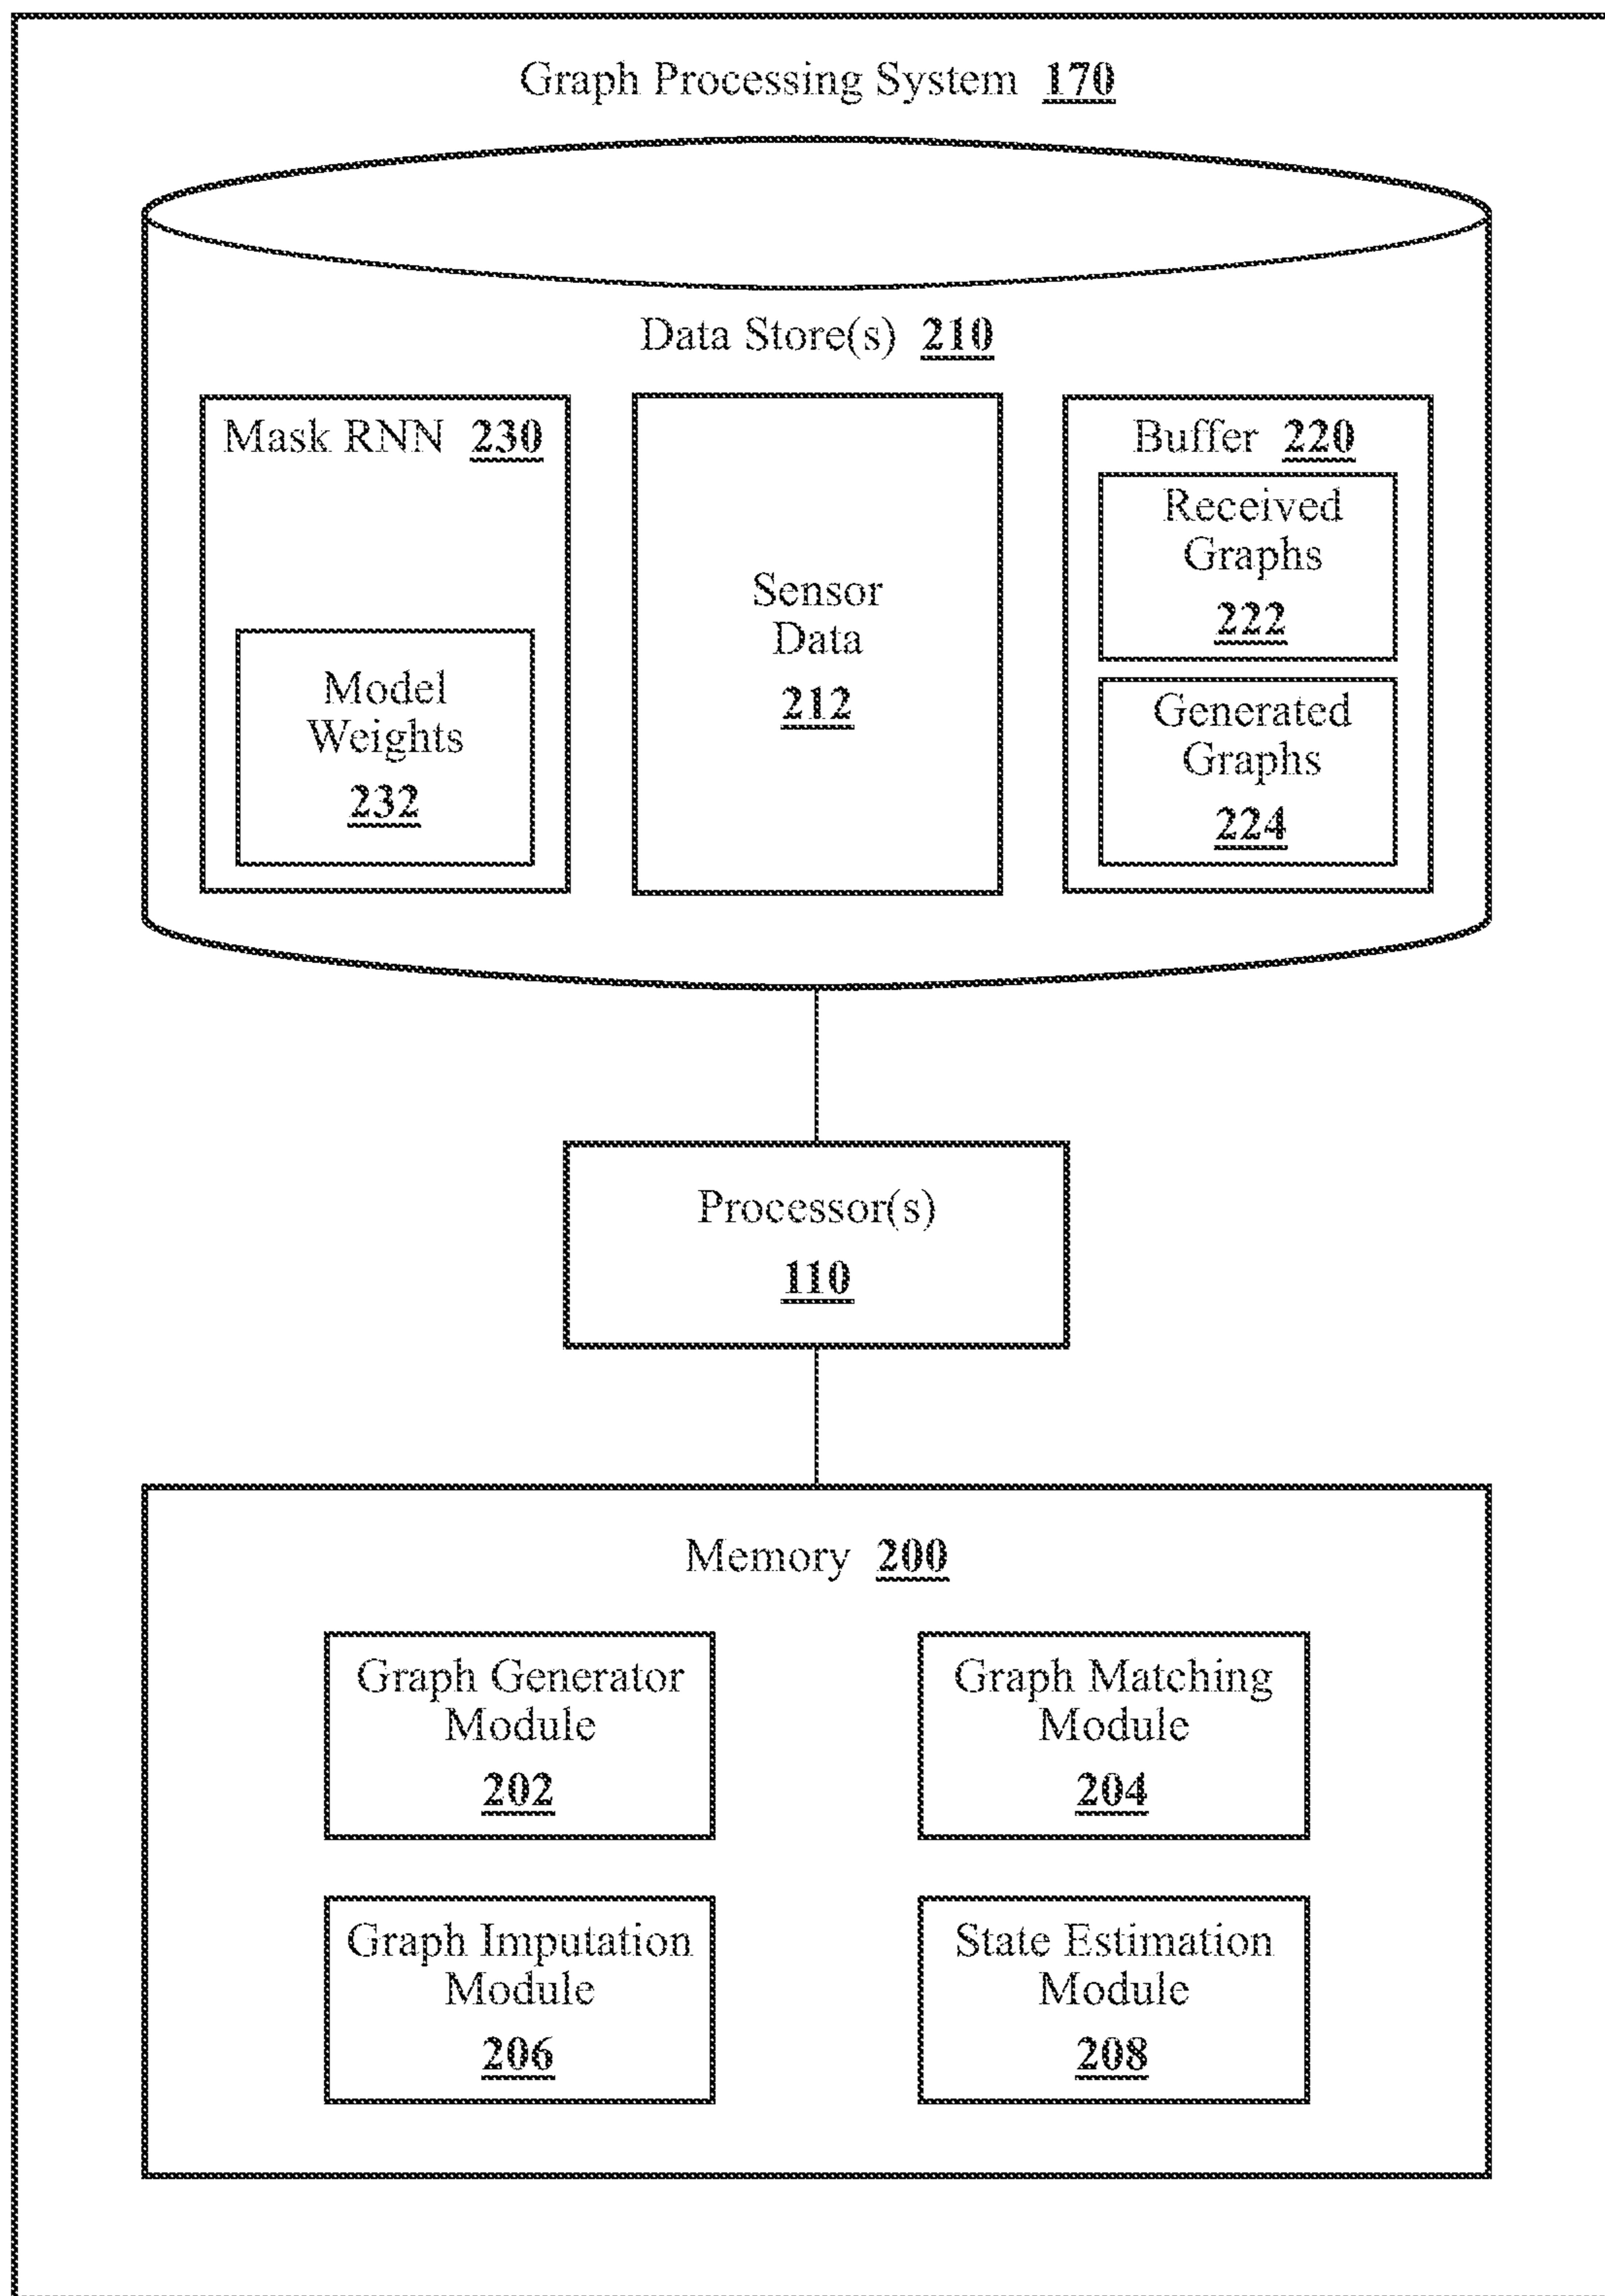 Graph Processing System 170
Data Store(s) 210
Mask RNN 230
Model
Weights
232
Sensor
Data
212
Buffer 220
Received
Graphs
222
Generated
Graphs
224
Processor(s)
110
Memory 200
Graph Generator
Module
202
Graph Matching
Module
204
Graph Imputation
Module
206
State Estimation
Module
208